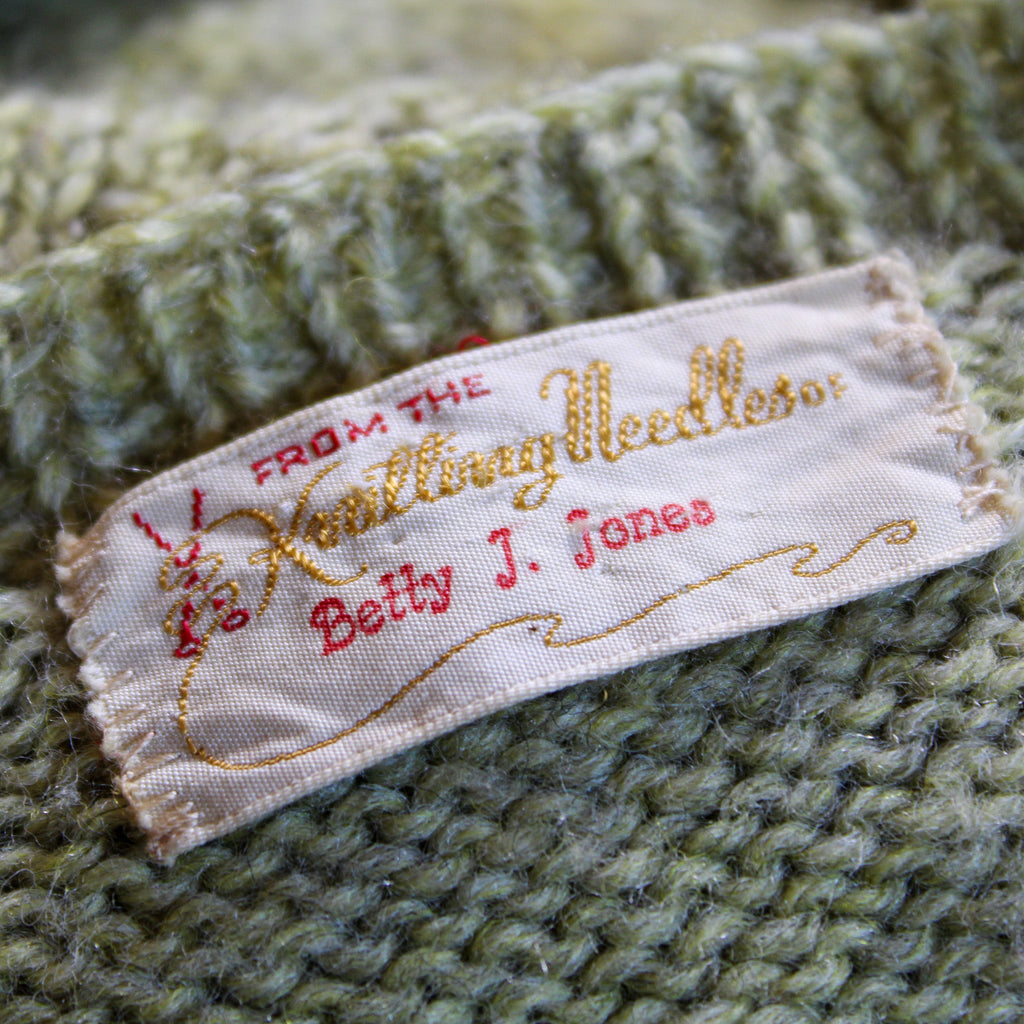 FROM THE
Knitting Needles OF
Betty J. Jones